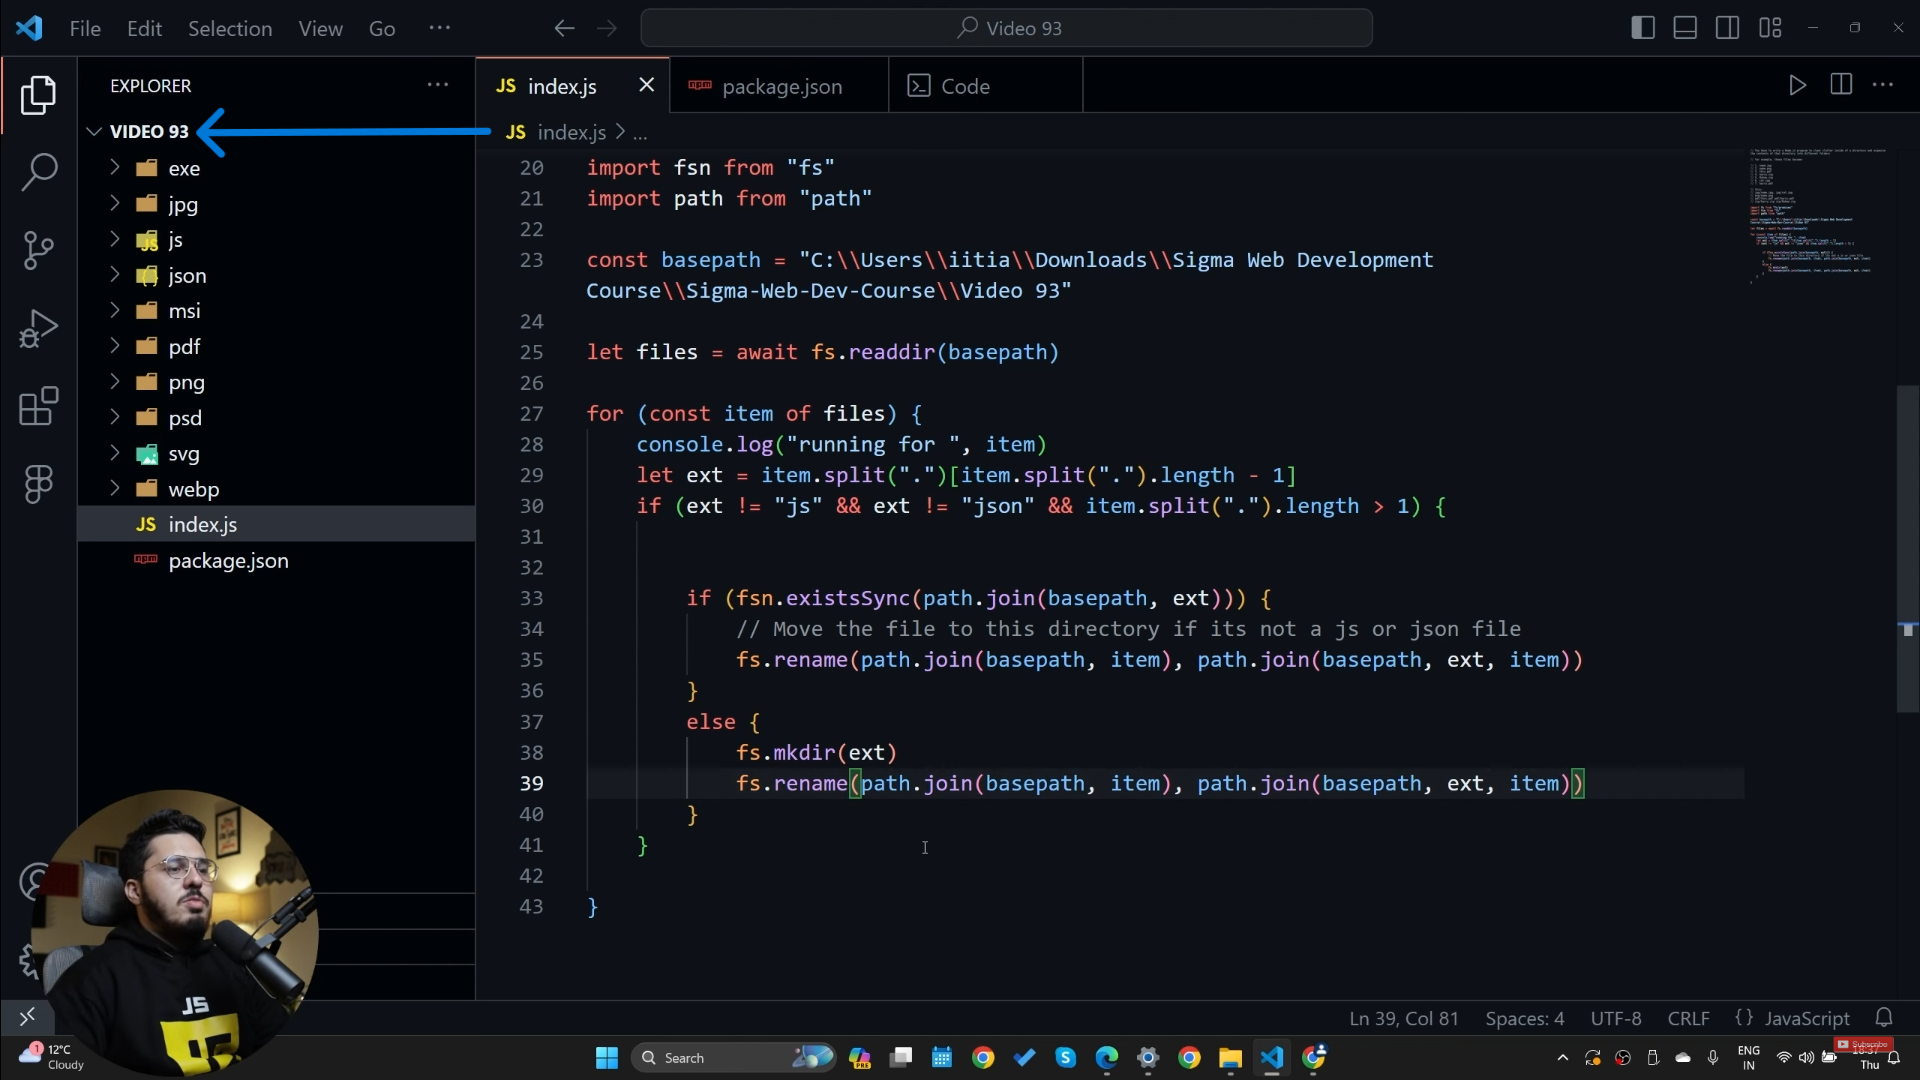 File Edit Selection View Go ···
Video 93
EXPLORER ···
VIDEO 93
exe
jpg
JS js
{} json
msi
pdf
png
psd
svg
webp
JS index.js
npm package.json
JS index.js
npm package.json
Code
JS index.js > ...
20 import fsn from "fs"
21 import path from "path"
22
23 const basepath = "C:\\Users\\iitia\\Downloads\\Sigma Web Development
Course\\Sigma-Web-Dev-Course\\Video 93"
24
25 let files = await fs.readdir(basepath)
26
27 for (const item of files) {
28 console.log("running for ", item)
29 let ext = item.split(".")[item.split(".").length - 1]
30 if (ext != "js" && ext != "json" && item.split(".").length > 1) {
31
32
33 if (fsn.existsSync(path.join(basepath, ext))) {
34 // Move the file to this directory if its not a js or json file
35 fs.rename(path.join(basepath, item), path.join(basepath, ext, item))
36 }
37 else {
38 fs.mkdir(ext)
39 fs.rename(path.join(basepath, item), path.join(basepath, ext, item))
40 }
41 }
42
43 }
JS
Ln 39, Col 81 Spaces: 4 UTF-8 CRLF {} JavaScript
1
12°C
Cloudy
Search
PRE
ENG
IN
Subscribe
Thu